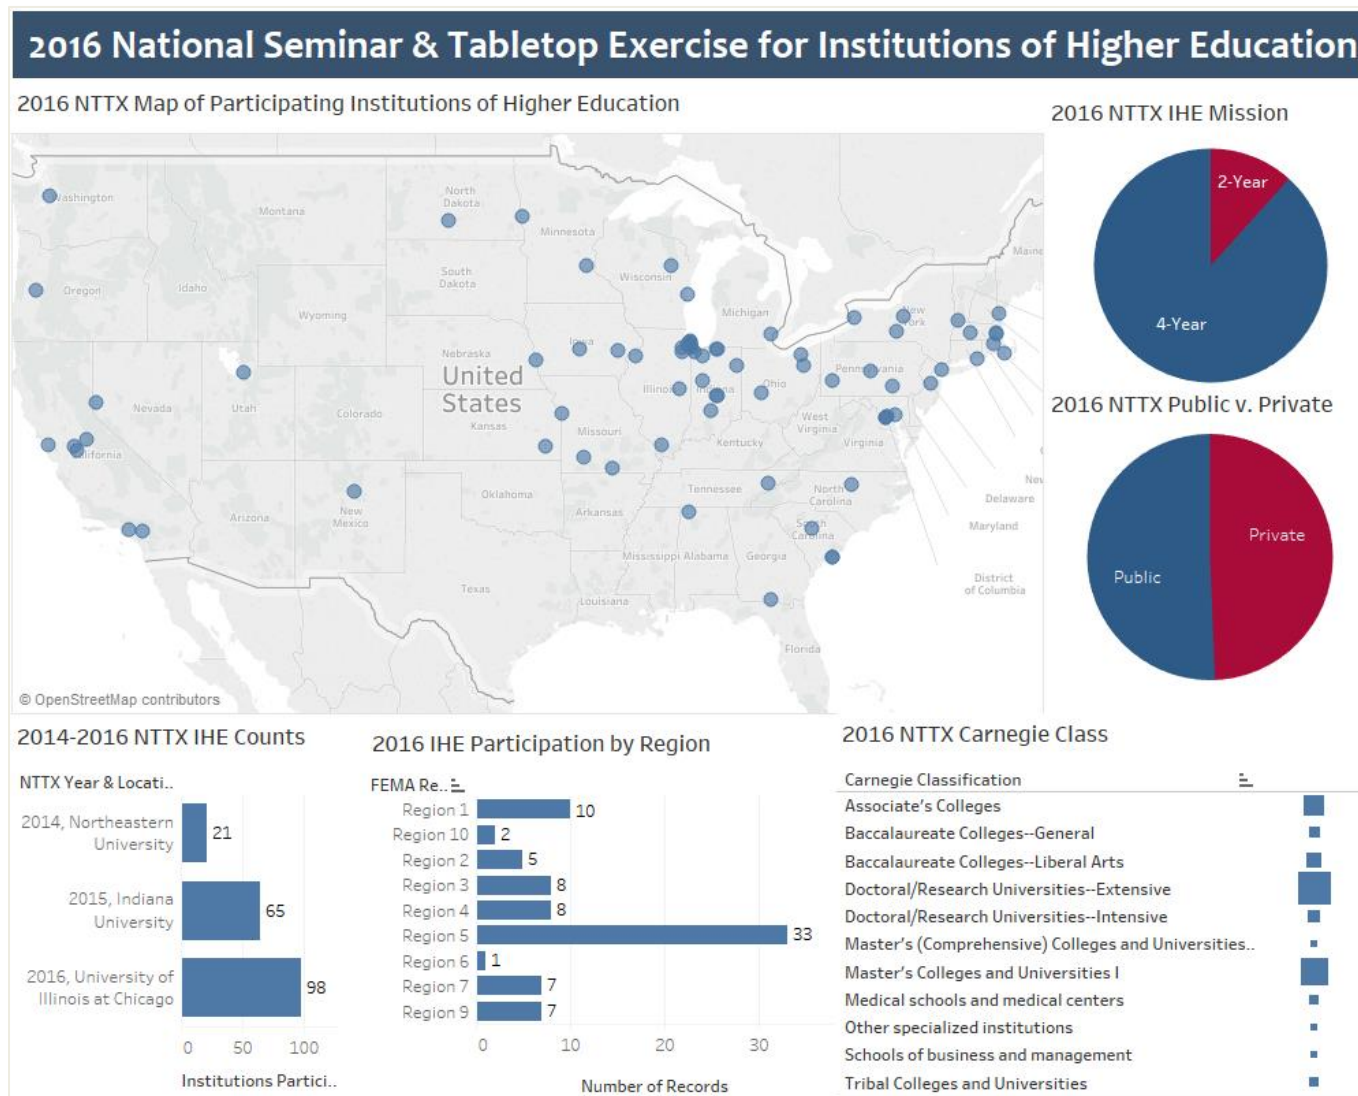 2016 National Seminar & Tabletop Exercise for Institutions of Higher Education
2016 NTTX Map of Participating Institutions of Higher Education
Washington
Montana
North
Dakota
Minnesota
Maine
Oregon
Idaho
South
Dakota
Wisconsin
Wyoming
Michigan
New
York
Iowa
Nebraska
United
States
Pennsylvania
Illinois
Indiana
Ohio
Nevada
Utah
Colorado
Kansas
Missouri
West
Virginia
Kentucky
Virginia
California
Oklahoma
Tennessee
North
Carolina
Delaware
Arizona
New
Mexico
Arkansas
South
Carolina
Maryland
Mississippi
Alabama
Georgia
Texas
Louisiana
District
of Columbia
Florida
© OpenStreetMap contributors
2016 NTTX IHE Mission
2-Year
4-Year
2016 NTTX Public v. Private
Private
Public
2014-2016 NTTX IHE Counts
NTTX Year & Locati..
2014, Northeastern
University
21
2015, Indiana
University
65
2016, University of
Illinois at Chicago
98
0 50 100
Institutions Partici..
2016 IHE Participation by Region
FEMA Re..
Region 1 10
Region 10 2
Region 2 5
Region 3 8
Region 4 8
Region 5 33
Region 6 1
Region 7 7
Region 9 7
0 10 20 30
Number of Records
2016 NTTX Carnegie Class
Carnegie Classification
Associate's Colleges
Baccalaureate Colleges--General
Baccalaureate Colleges--Liberal Arts
Doctoral/Research Universities--Extensive
Doctoral/Research Universities--Intensive
Master's (Comprehensive) Colleges and Universities..
Master's Colleges and Universities I
Medical schools and medical centers
Other specialized institutions
Schools of business and management
Tribal Colleges and Universities